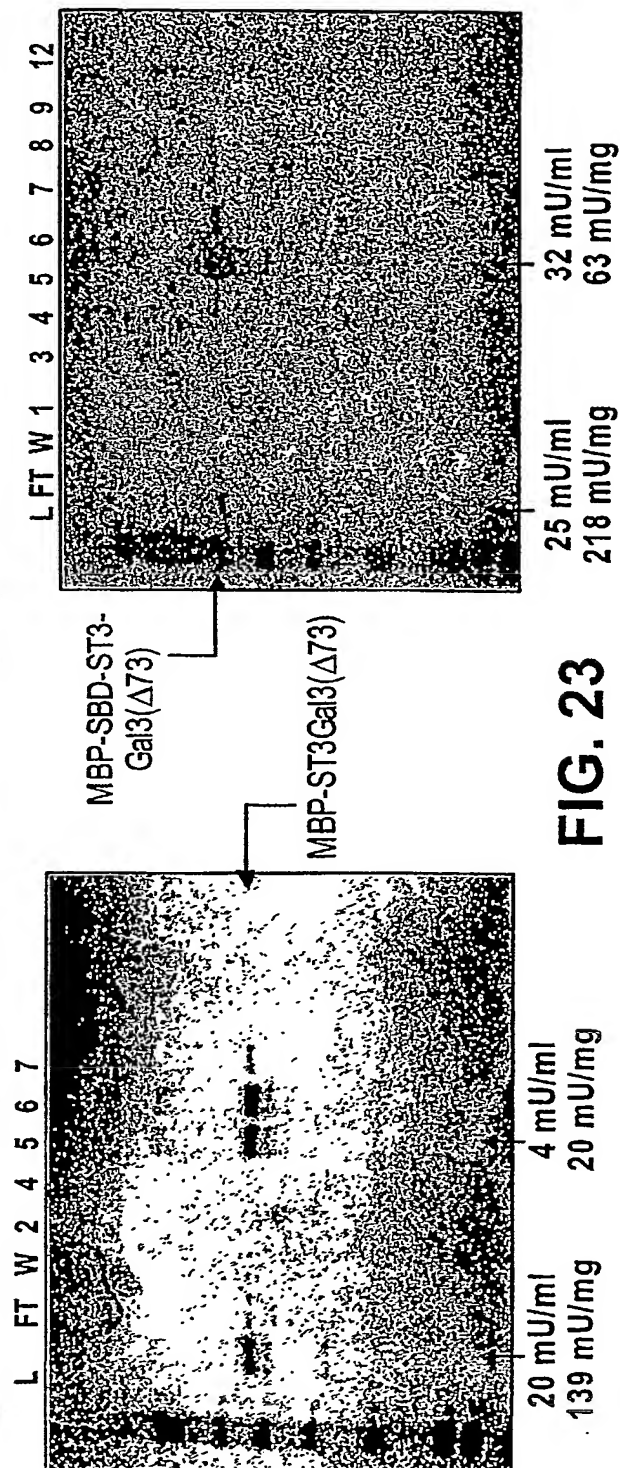 L FT W 2 4 5 6 7
20 mU/ml
139 mU/mg
4 mU/ml
20 mU/mg
MBP-SBD-ST3-
Gal3(Δ73)
MBP-ST3Gal3(Δ73)
L FT W 1 3 4 5 6 7 8 9 12
25 mU/ml
218 mU/mg
32 mU/ml
63 mU/mg
FIG. 23